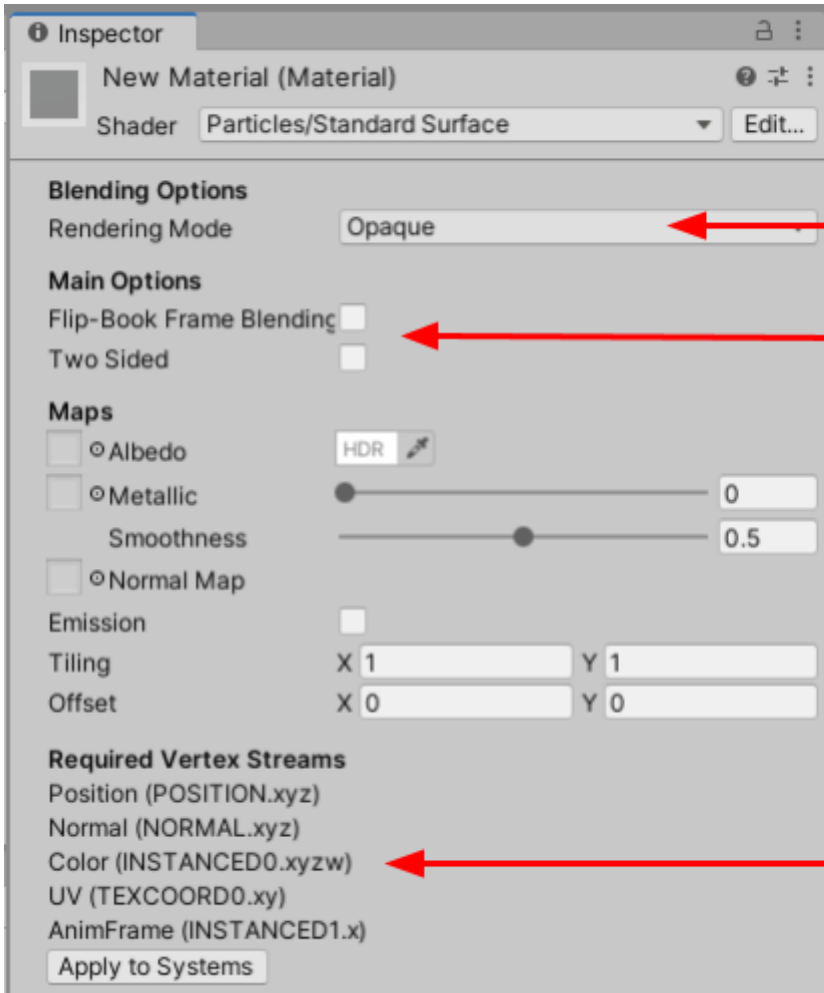 Inspector
New Material (Material)
Shader Particles/Standard Surface Edit...
Blending Options
Rendering Mode Opaque
Main Options
Flip-Book Frame Blending
Two Sided
Maps
Albedo HDR
Metallic 0
Smoothness 0.5
Normal Map
Emission
Tiling X 1 Y 1
Offset X 0 Y 0
Required Vertex Streams
Position (POSITION.xyz)
Normal (NORMAL.xyz)
Color (INSTANCED0.xyzw)
UV (TEXCOORD0.xy)
AnimFrame (INSTANCED1.x)
Apply to Systems